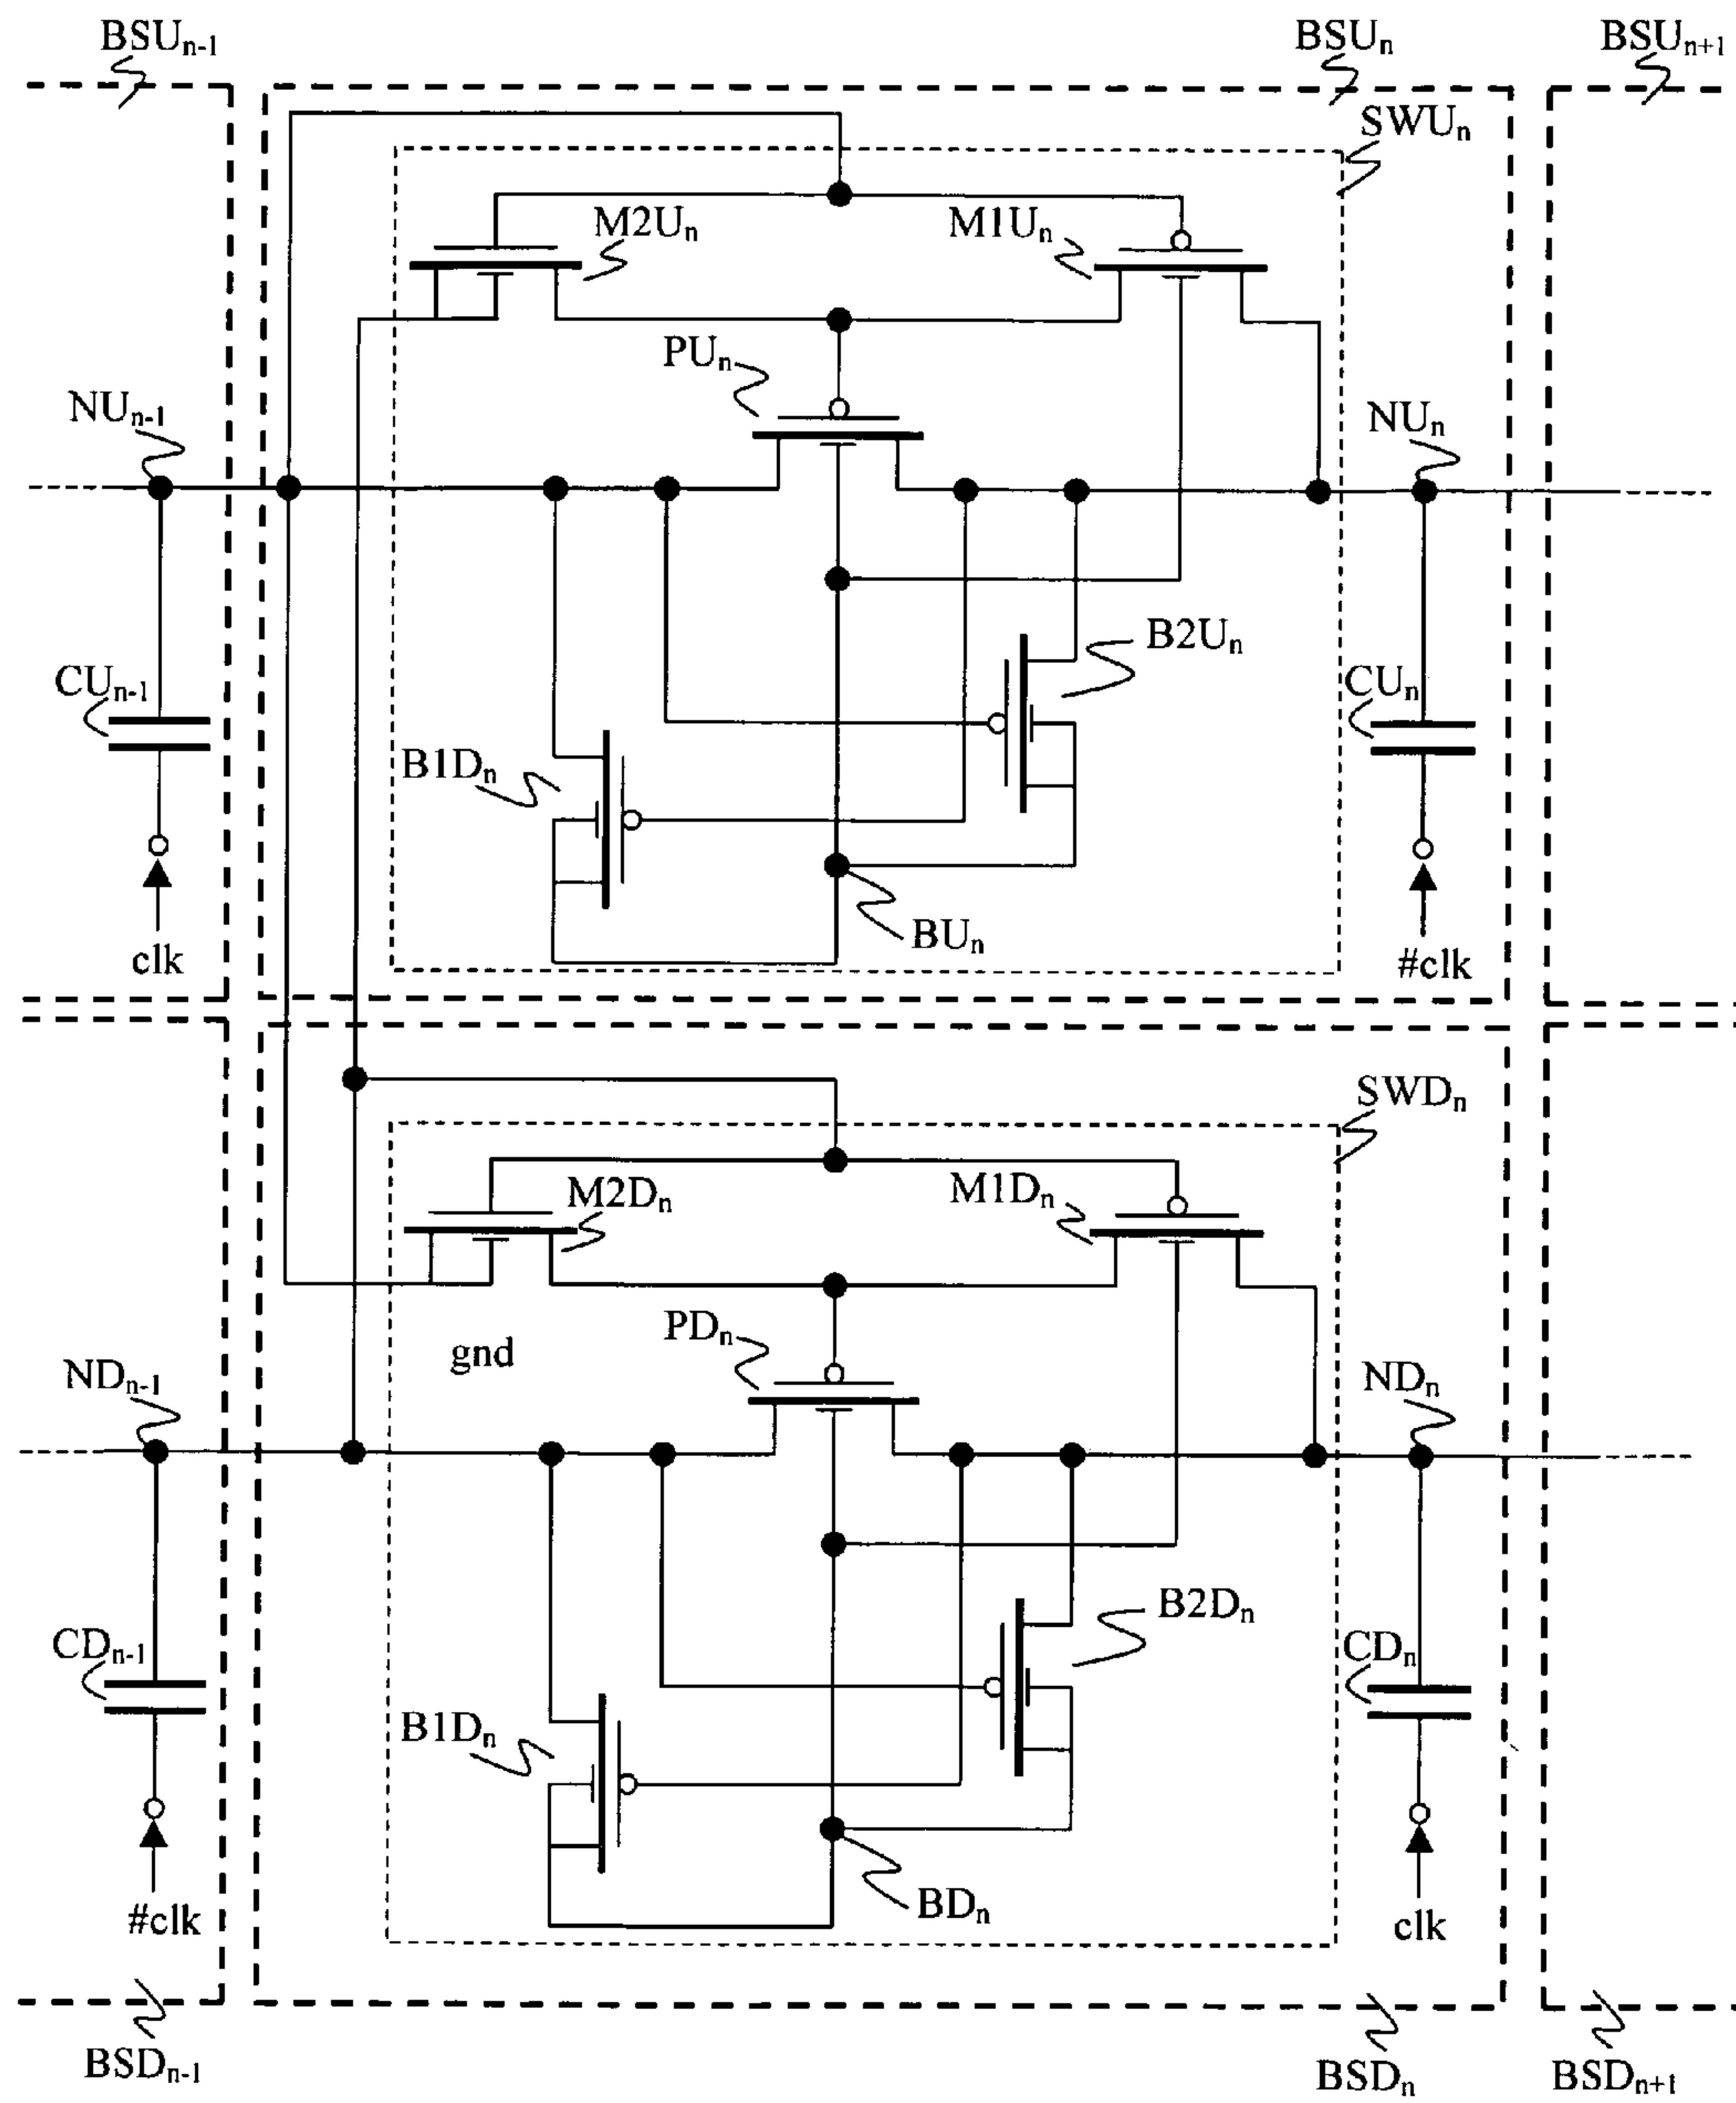 BSUn-1
BSUn
BSUn+1
SWUn
M2Un
M1Un
PUn
NUn-1
NUn
B2Un
CUn-1
CUn
B1Dn
BUn
clk
#clk
SWDn
M2Dn
M1Dn
PDn
gnd
NDn-1
NDn
B2Dn
CDn-1
CDn
B1Dn
BDn
#clk
clk
BSDn-1
BSDn
BSDn+1